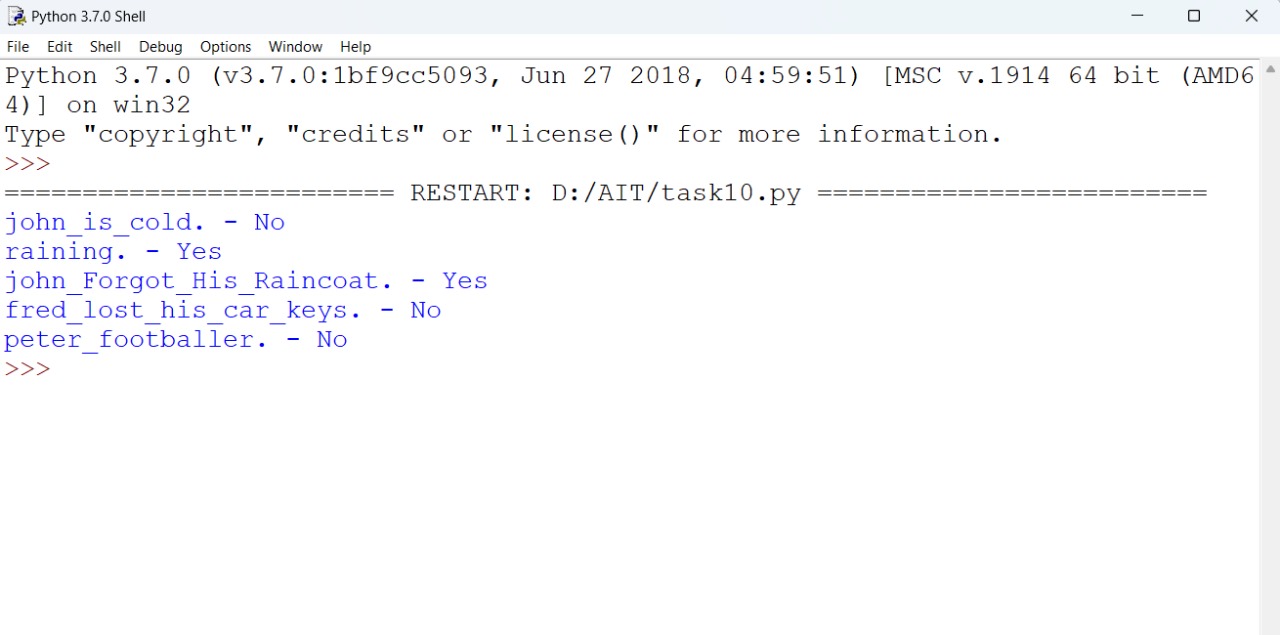 Python 3.7.0 Shell
File Edit Shell Debug Options Window Help
Python 3.7.0 (v3.7.0:1bf9cc5093, Jun 27 2018, 04:59:51) [MSC v.1914 64 bit (AMD6
4)] on win32
Type "copyright", "credits" or "license()" for more information.
>>>
========================= RESTART: D:/AIT/task10.py =========================
john_is_cold. - No
raining. - Yes
john_Forgot_His_Raincoat. - Yes
fred_lost_his_car_keys. - No
peter_footballer. - No
>>>